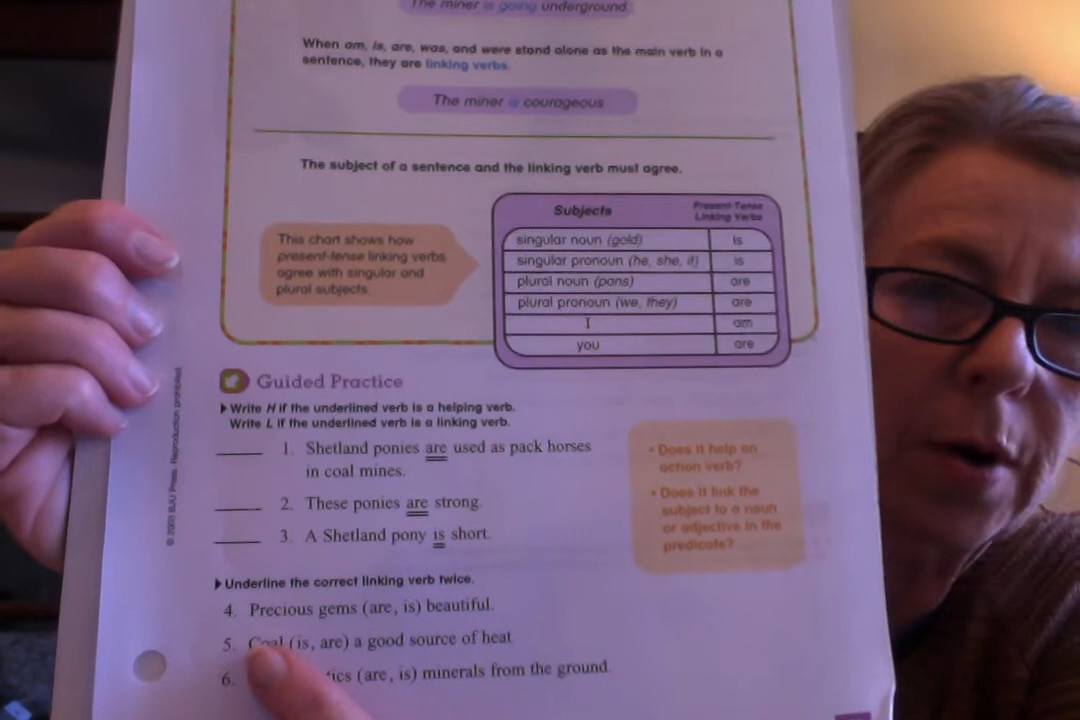 The miner is going underground.
When am, is, are, was, and were stand alone as the main verb in a
sentence, they are linking verbs.
The miner is courageous
The subject of a sentence and the linking verb must agree.
This chart shows how
present-tense linking verbs
agree with singular and
plural subjects.
Subjects Present-Tense
Linking Verbs
singular noun (gold) is
singular pronoun (he, she, it) is
plural noun (pans) are
plural pronoun (we, they) are
I am
you are
Guided Practice
Write H if the underlined verb is a helping verb.
Write L if the underlined verb is a linking verb.
1. Shetland ponies are used as pack horses
in coal mines.
2. These ponies are strong.
3. A Shetland pony is short.
• Does it help an
action verb?
• Does it link the
subject to a noun
or adjective in the
predicate?
Underline the correct linking verb twice.
4. Precious gems (are, is) beautiful.
5. Coal (is, are) a good source of heat.
6. (are, is) minerals from the ground.
BJU Press. Reproduction prohibited.